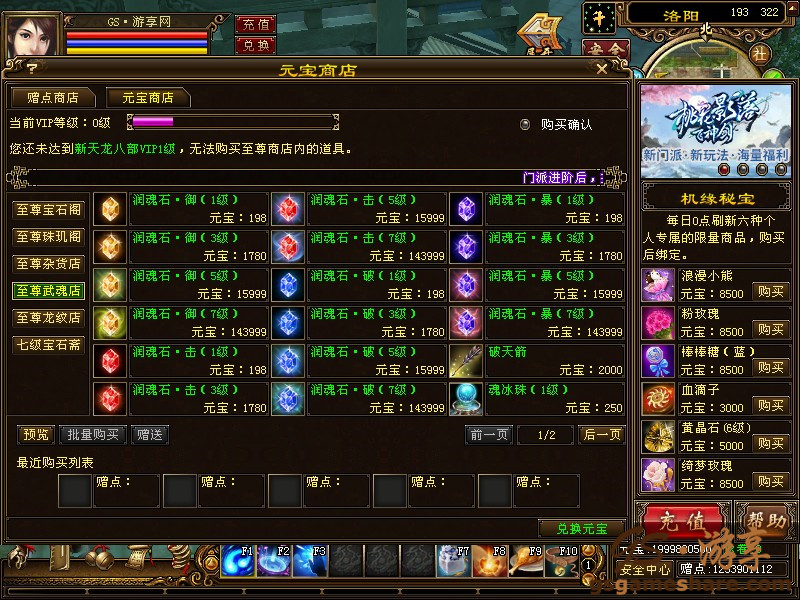 GS·游享网
充值
兑换
展开
安全
洛阳
193 322
北
社
?
元宝商店
×
赠点商店
元宝商店
当前VIP等级：0级
购买确认
您还未达到新天龙八部VIP1级，无法购买至尊商店内的道具。
门派进阶后，
至尊宝石阁
至尊珠玑阁
至尊杂货店
至尊武魂店
至尊龙纹店
七级宝石斋
润魂石·御（1级）
元宝：198
润魂石·击（5级）
元宝：15999
润魂石·暴（1级）
元宝：198
润魂石·御（3级）
元宝：1780
润魂石·击（7级）
元宝：143999
润魂石·暴（3级）
元宝：1780
润魂石·御（5级）
元宝：15999
润魂石·破（1级）
元宝：198
润魂石·暴（5级）
元宝：15999
润魂石·御（7级）
元宝：143999
润魂石·破（3级）
元宝：1780
润魂石·暴（7级）
元宝：143999
润魂石·击（1级）
元宝：198
润魂石·破（5级）
元宝：15999
破天箭
元宝：2000
润魂石·击（3级）
元宝：1780
润魂石·破（7级）
元宝：143999
魂冰珠（1级）
元宝：250
预览
批量购买
赠送
前一页
1/2
后一页
最近购买列表
赠点：
赠点：
赠点：
赠点：
赠点：
兑换元宝
桃花影落
新门派·新玩法·海量福利
机缘秘宝
每日0点刷新六种个
人专属的限量商品，购买
后绑定。
浪漫小熊
元宝：8500
购买
粉玫瑰
元宝：8500
购买
棒棒糖（蓝）
元宝：8500
购买
血滴子
元宝：3000
购买
黄晶石(6级)
元宝：5000
购买
绮梦玫瑰
元宝：8500
购买
充值
帮助
安全中心
F1
F2
F3
F7
F8
F9
F10
1
游享
gsgameshare.com